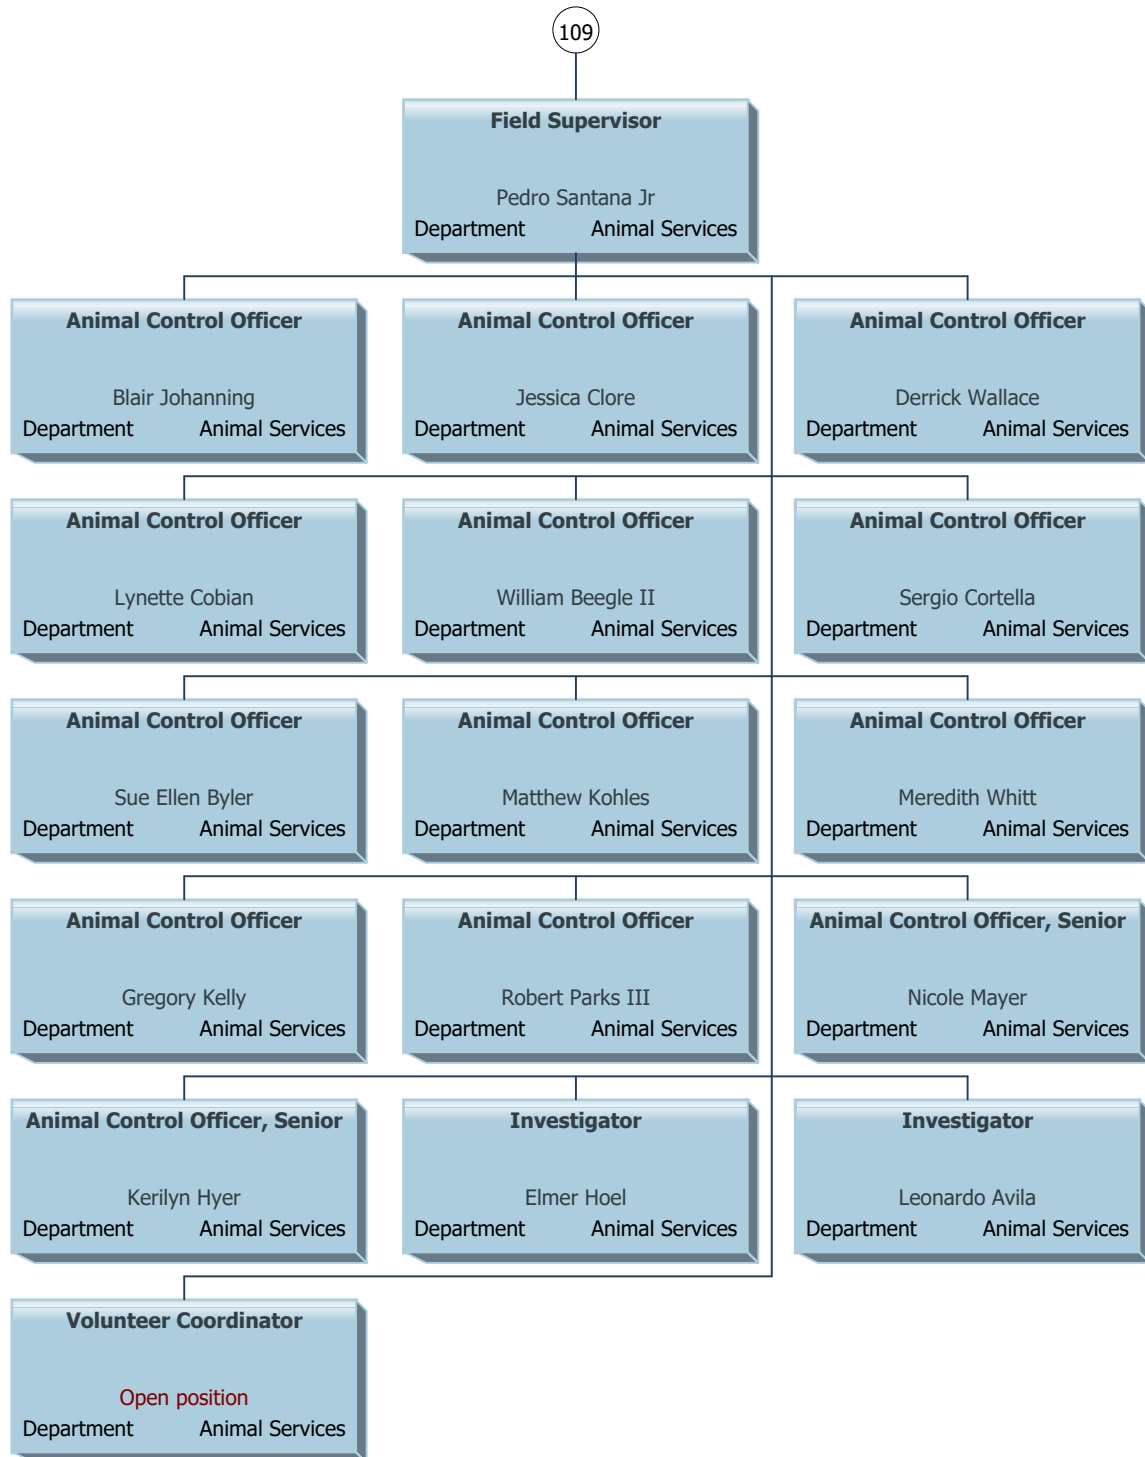 109
Field Supervisor
Pedro Santana Jr
Department Animal Services
Animal Control Officer
Blair Johanning
Department Animal Services
Animal Control Officer
Jessica Clore
Department Animal Services
Animal Control Officer
Derrick Wallace
Department Animal Services
Animal Control Officer
Lynette Cobian
Department Animal Services
Animal Control Officer
William Beegle II
Department Animal Services
Animal Control Officer
Sergio Cortella
Department Animal Services
Animal Control Officer
Sue Ellen Byler
Department Animal Services
Animal Control Officer
Matthew Kohles
Department Animal Services
Animal Control Officer
Meredith Whitt
Department Animal Services
Animal Control Officer
Gregory Kelly
Department Animal Services
Animal Control Officer
Robert Parks III
Department Animal Services
Animal Control Officer, Senior
Nicole Mayer
Department Animal Services
Animal Control Officer, Senior
Kerilyn Hyer
Department Animal Services
Investigator
Elmer Hoel
Department Animal Services
Investigator
Leonardo Avila
Department Animal Services
Volunteer Coordinator
Open position
Department Animal Services